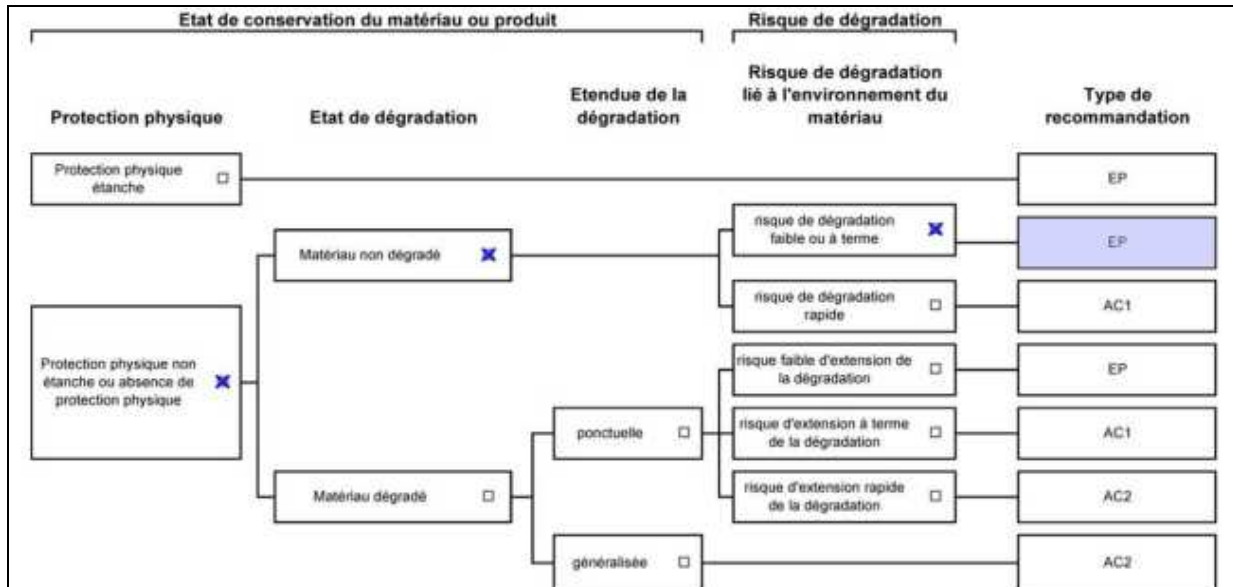 Etat de conservation du matériau ou produit
Risque de dégradation
Protection physique
Etat de dégradation
Etendue de la
dégradation
Risque de dégradation
lié à l'environnement du
matériau
Type de
recommandation
Protection physique
étanche
EP
risque de dégradation
faible ou à terme
EP
Matériau non dégradé
risque de dégradation
rapide
AC1
Protection physique non
étanche ou absence de
protection physique
risque faible d'extension de
la dégradation
EP
ponctuelle
risque d'extension à terme
de la dégradation
AC1
Matériau dégradé
risque d'extension rapide
de la dégradation
AC2
généralisée
AC2